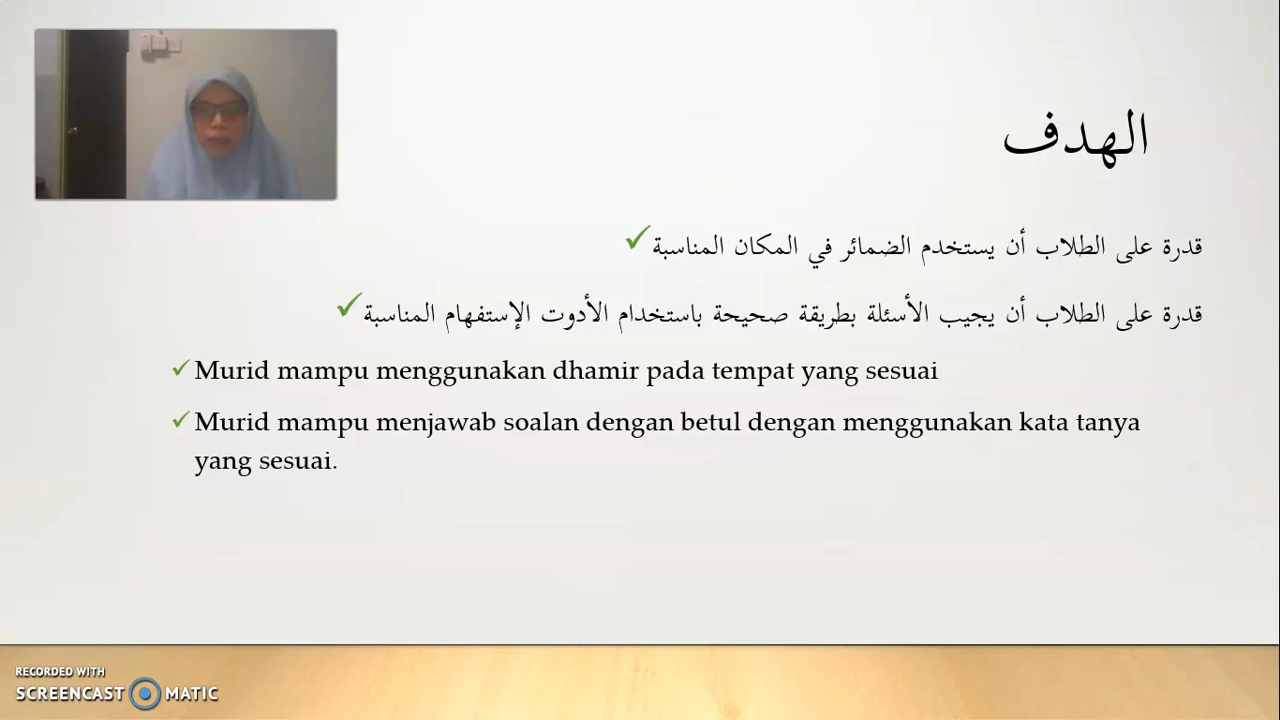 الهدف
قدرة على الطلاب أن يستخدم الضمائر في المكان المناسبة
قدرة على الطلاب أن يجيب الأسئلة بطريقة صحيحة باستخدام الأدوت الإستفهام المناسبة
Murid mampu menggunakan dhamir pada tempat yang sesuai
Murid mampu menjawab soalan dengan betul dengan menggunakan kata tanya
yang sesuai.
RECORDED WITH
SCREENCAST MATIC